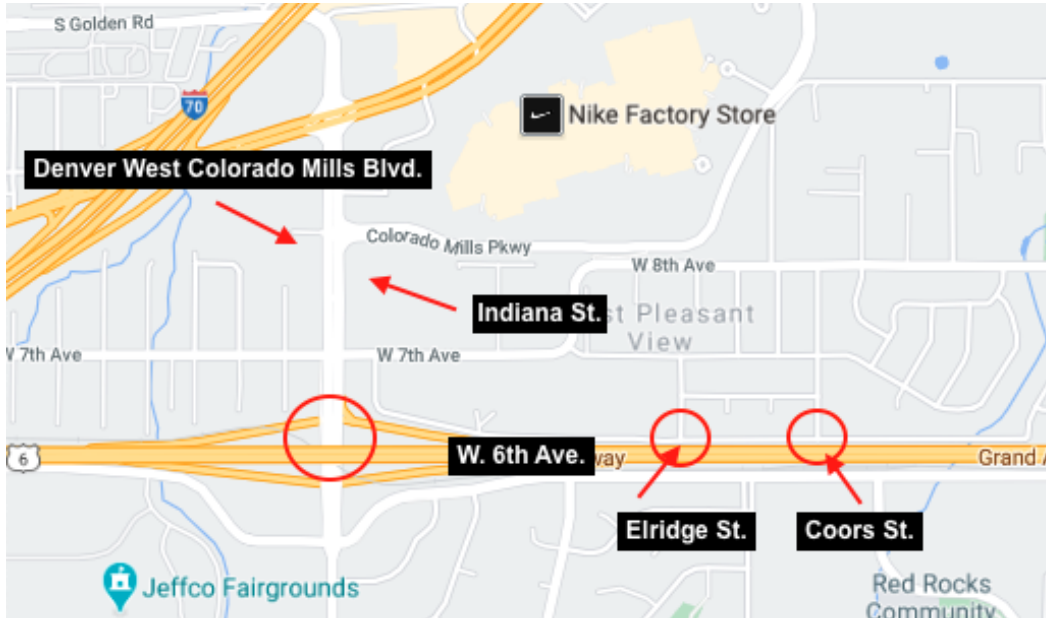 S Golden Rd
70
Nike Factory Store
Denver West Colorado Mills Blvd.
Colorado Mills Pkwy
W 8th Ave
Indiana St.
st Pleasant
View
W 7th Ave
W 7th Ave
6
W. 6th Ave.
way
Grand A
Elridge St.
Coors St.
Jeffco Fairgrounds
Red Rocks
Community